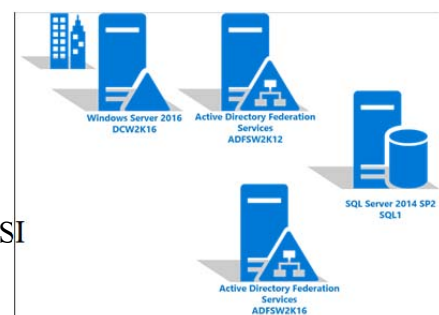 Windows Server 2016
DCW2K16
Active Directory Federation
Services
ADFSW2K12
SQL Server 2014 SP2
SQL1
SI
Active Directory Federation
Services
ADFSW2K16